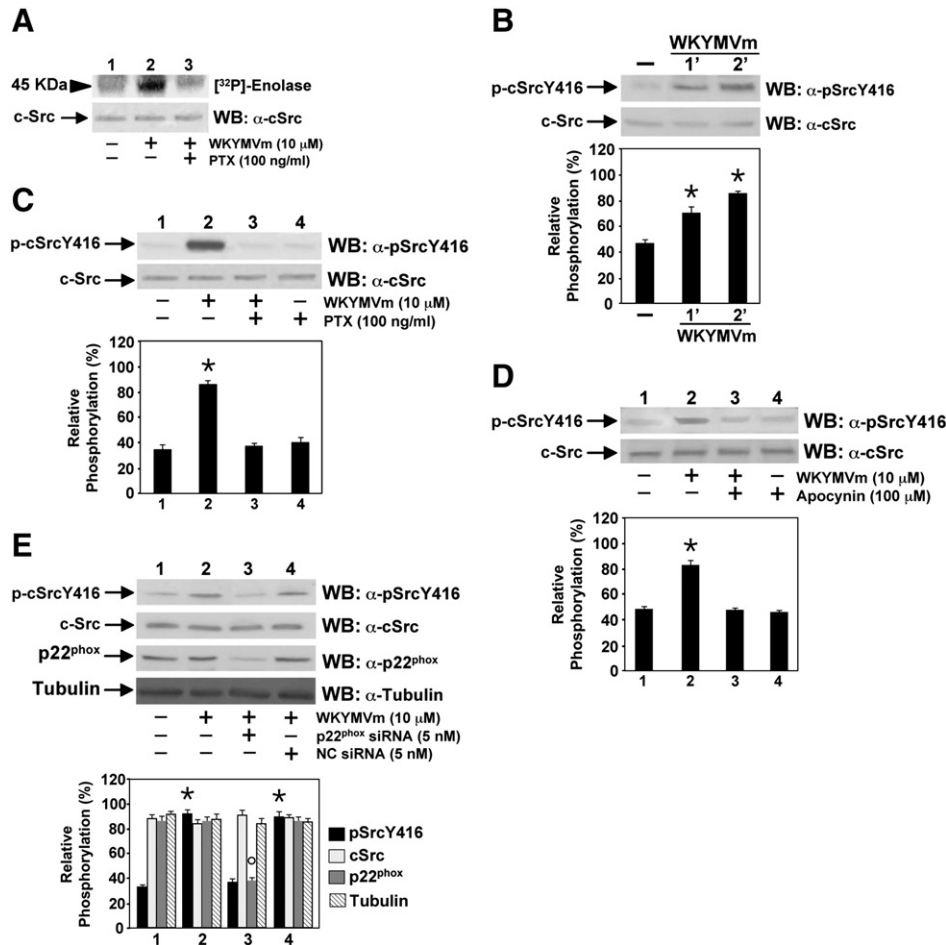 A
1 2 3
45 KDa [³²P]-Enolase
c-Src WB: α-cSrc
− + + WKYMVm (10 μM)
− − + PTX (100 ng/ml)
B
WKYMVm
− 1’ 2’
p-cSrcY416 WB: α-pSrcY416
c-Src WB: α-cSrc
Relative Phosphorylation (%)
120
100
80
60
40
20
0
* *
− 1’ 2’
WKYMVm
C
1 2 3 4
p-cSrcY416 WB: α-pSrcY416
c-Src WB: α-cSrc
− + + − WKYMVm (10 μM)
− − + + PTX (100 ng/ml)
Relative Phosphorylation (%)
120
100
80
60
40
20
0
*
1 2 3 4
D
1 2 3 4
p-cSrcY416 WB: α-pSrcY416
c-Src WB: α-cSrc
− + + − WKYMVm (10 μM)
− − + + Apocynin (100 μM)
Relative Phosphorylation (%)
120
100
80
60
40
20
0
*
1 2 3 4
E
1 2 3 4
p-cSrcY416 WB: α-pSrcY416
c-Src WB: α-cSrc
p22ᵖʰᵒˣ WB: α-p22ᵖʰᵒˣ
Tubulin WB: α-Tubulin
− + + + WKYMVm (10 μM)
− − + − p22ᵖʰᵒˣ siRNA (5 nM)
− − − + NC siRNA (5 nM)
Relative Phosphorylation (%)
120
100
80
60
40
20
0
* *
1 2 3 4
pSrcY416
cSrc
p22ᵖʰᵒˣ
Tubulin